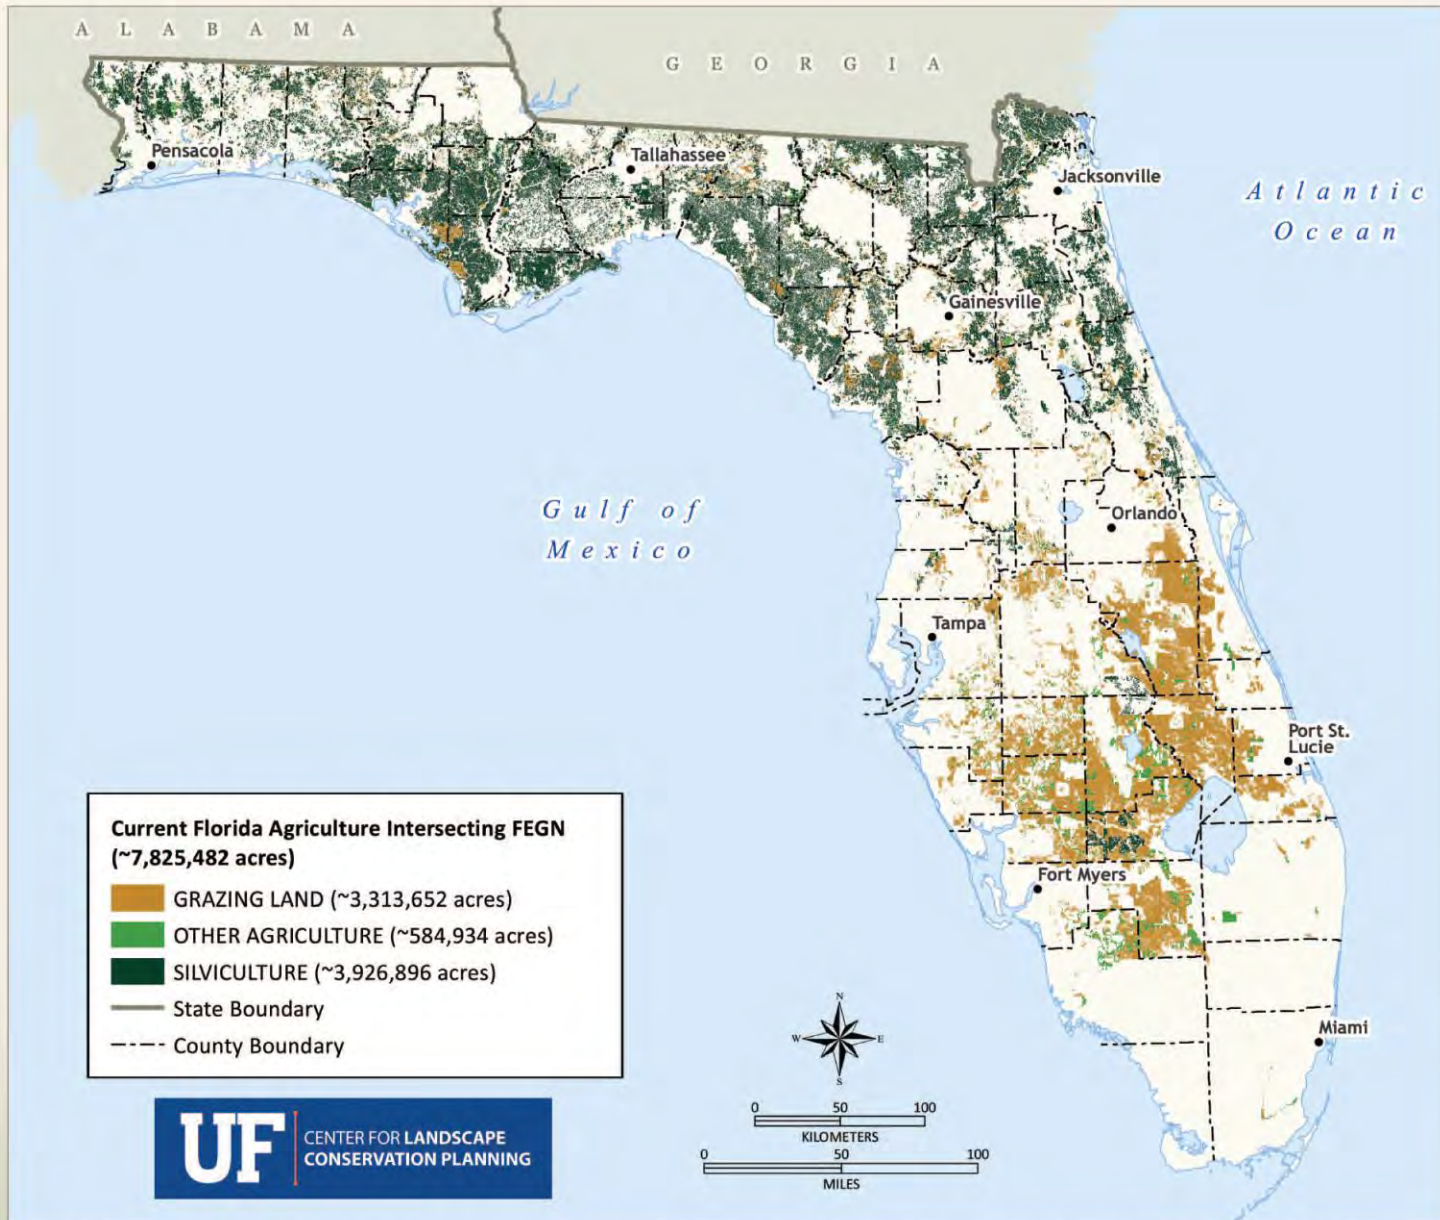 A L A B A M A
G E O R G I A
Pensacola
Tallahassee
Jacksonville
Atlantic
Ocean
Gainesville
Gulf of
Mexico
Orlando
Tampa
Port St.
Lucie
Fort Myers
Miami
Current Florida Agriculture Intersecting FEGN
(~7,825,482 acres)
GRAZING LAND (~3,313,652 acres)
OTHER AGRICULTURE (~584,934 acres)
SILVICULTURE (~3,926,896 acres)
State Boundary
County Boundary
N
W E
S
0 50 100
KILOMETERS
0 50 100
MILES
UF CENTER FOR LANDSCAPE
CONSERVATION PLANNING